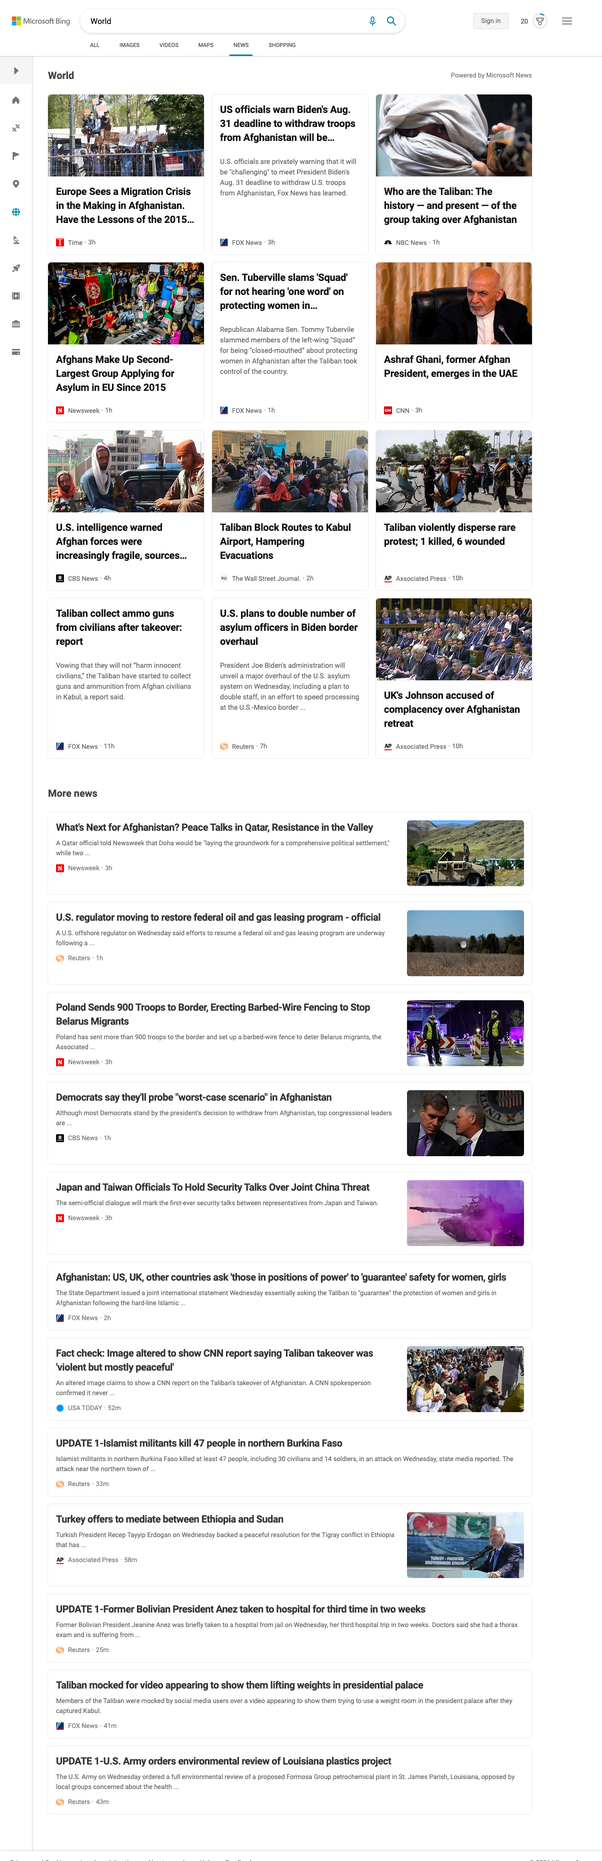 Microsoft Bing
World
Sign in
20
ALL
IMAGES
VIDEOS
MAPS
NEWS
SHOPPING
World
Powered by Microsoft News
Europe Sees a Migration Crisis
in the Making in Afghanistan.
Have the Lessons of the 2015...
Time · 3h
US officials warn Biden's Aug.
31 deadline to withdraw troops
from Afghanistan will be...
U.S. officials are privately warning that it will
be "challenging" to meet President Biden's
Aug. 31 deadline to withdraw U.S. troops
from Afghanistan, Fox News has learned.
FOX News · 3h
Who are the Taliban: The
history — and present — of the
group taking over Afghanistan
NBC News · 1h
Afghans Make Up Second-
Largest Group Applying for
Asylum in EU Since 2015
Newsweek · 1h
Sen. Tuberville slams 'Squad'
for not hearing 'one word' on
protecting women in...
Republican Alabama Sen. Tommy Tubervile
slammed members of the left-wing "Squad"
for being "closed-mouthed" about protecting
women in Afghanistan after the Taliban took
control of the country.
FOX News · 1h
Ashraf Ghani, former Afghan
President, emerges in the UAE
CNN · 3h
U.S. intelligence warned
Afghan forces were
increasingly fragile, sources...
CBS News · 4h
Taliban Block Routes to Kabul
Airport, Hampering
Evacuations
The Wall Street Journal. · 2h
Taliban violently disperse rare
protest; 1 killed, 6 wounded
AP Associated Press · 10h
Taliban collect ammo guns
from civilians after takeover:
report
Vowing that they will not "harm innocent
civilians," the Taliban have started to collect
guns and ammunition from Afghan civilians
in Kabul, a report said.
FOX News · 11h
U.S. plans to double number of
asylum officers in Biden border
overhaul
President Joe Biden's administration will
unveil a major overhaul of the U.S. asylum
system on Wednesday, including a plan to
double staff, in an effort to speed processing
at the U.S.-Mexico border ...
Reuters · 7h
UK's Johnson accused of
complacency over Afghanistan
retreat
AP Associated Press · 10h
More news
What's Next for Afghanistan? Peace Talks in Qatar, Resistance in the Valley
A Qatar official told Newsweek that Doha would be "laying the groundwork for a comprehensive political settlement,"
while two ...
Newsweek · 3h
U.S. regulator moving to restore federal oil and gas leasing program - official
A U.S. offshore regulator on Wednesday said efforts to resume a federal oil and gas leasing program are underway
following a ...
Reuters · 1h
Poland Sends 900 Troops to Border, Erecting Barbed-Wire Fencing to Stop
Belarus Migrants
Poland has sent more than 900 troops to the border and set up a barbed-wire fence to deter Belarus migrants, the
Associated ...
Newsweek · 3h
Democrats say they'll probe "worst-case scenario" in Afghanistan
Although most Democrats stand by the president's decision to withdraw from Afghanistan, top congressional leaders
are ...
CBS News · 1h
Japan and Taiwan Officials To Hold Security Talks Over Joint China Threat
The semi-official dialogue will mark the first-ever security talks between representatives from Japan and Taiwan.
Newsweek · 3h
Afghanistan: US, UK, other countries ask 'those in positions of power' to 'guarantee' safety for women, girls
The State Department issued a joint international statement Wednesday essentially asking the Taliban to "guarantee" the protection of women and girls in
Afghanistan following the hard-line Islamic ...
FOX News · 2h
Fact check: Image altered to show CNN report saying Taliban takeover was
'violent but mostly peaceful'
An altered image claims to show a CNN report on the Taliban's takeover of Afghanistan. A CNN spokesperson
confirmed it never ...
USA TODAY · 52m
UPDATE 1-Islamist militants kill 47 people in northern Burkina Faso
Islamist militants in northern Burkina Faso killed at least 47 people, including 30 civilians and 14 soldiers, in an attack on Wednesday, state media reported. The
attack near the northern town of ...
Reuters · 33m
Turkey offers to mediate between Ethiopia and Sudan
Turkish President Recep Tayyip Erdogan on Wednesday backed a peaceful resolution for the Tigray conflict in Ethiopia
that has ...
AP Associated Press · 58m
UPDATE 1-Former Bolivian President Anez taken to hospital for third time in two weeks
Former Bolivian President Jeanine Anez was briefly taken to a hospital from jail on Wednesday, her third hospital trip in two weeks. Doctors said she had a thorax
exam and is suffering from ...
Reuters · 25m
Taliban mocked for video appearing to show them lifting weights in presidential palace
Members of the Taliban were mocked by social media users over a video appearing to show them trying to use a weight room in the president palace after they
captured Kabul.
FOX News · 41m
UPDATE 1-U.S. Army orders environmental review of Louisiana plastics project
The U.S. Army on Wednesday ordered a full environmental review of a proposed Formosa Group petrochemical plant in St. James Parish, Louisiana, opposed by
local groups concerned about the health ...
Reuters · 43m